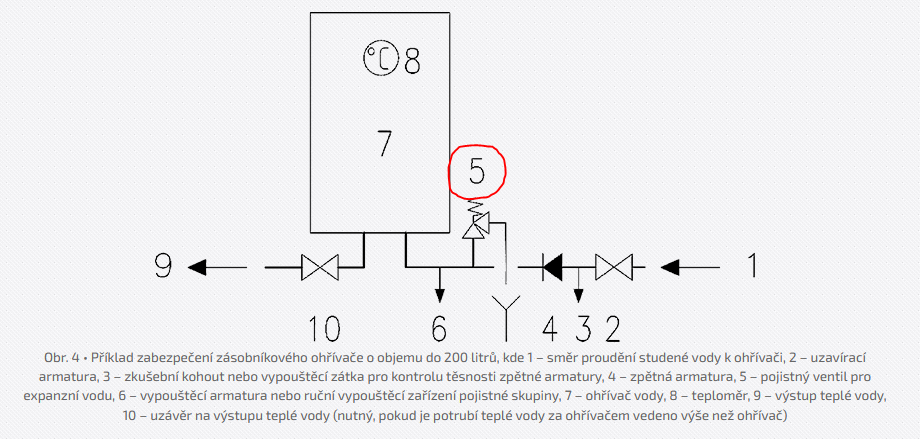 °C 8
7
5
9
1
10
6
4
3
2
Obr. 4 • Příklad zabezpečení zásobníkového ohřívače o objemu do 200 litrů, kde 1 – směr proudění studené vody k ohřívači, 2 – uzavírací
armatura, 3 – zkušební kohout nebo vypouštěcí zátka pro kontrolu těsnosti zpětné armatury, 4 – zpětná armatura, 5 – pojistný ventil pro
expanzní vodu, 6 – vypouštěcí armatura nebo ruční vypouštěcí zařízení pojistné skupiny, 7 – ohřívač vody, 8 – teploměr, 9 – výstup teplé vody,
10 – uzávěr na výstupu teplé vody (nutný, pokud je potrubí teplé vody za ohřívačem vedeno výše než ohřívač)